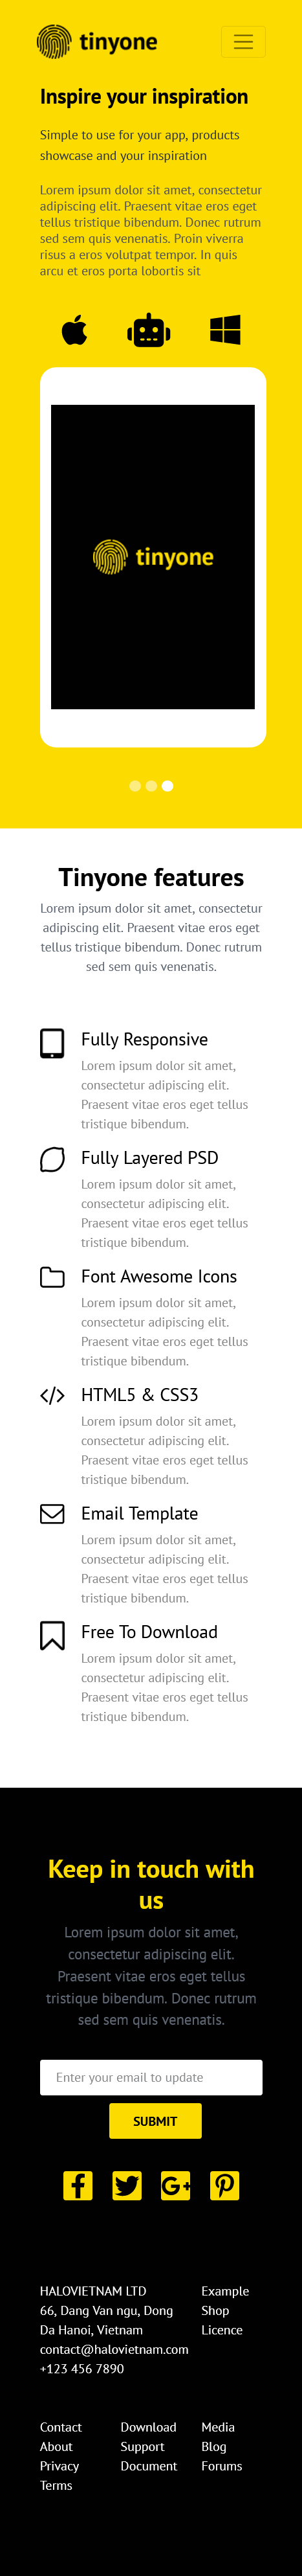 tinyone
Inspire your inspiration
Simple to use for your app, products
showcase and your inspiration
Lorem ipsum dolor sit amet, consectetur
adipiscing elit. Praesent vitae eros eget
tellus tristique bibendum. Donec rutrum
sed sem quis venenatis. Proin viverra
risus a eros volutpat tempor. In quis
arcu et eros porta lobortis sit
tinyone
Tinyone features
Lorem ipsum dolor sit amet, consectetur
adipiscing elit. Praesent vitae eros eget
tellus tristique bibendum. Donec rutrum
sed sem quis venenatis.
Fully Responsive
Lorem ipsum dolor sit amet,
consectetur adipiscing elit.
Praesent vitae eros eget tellus
tristique bibendum.
Fully Layered PSD
Lorem ipsum dolor sit amet,
consectetur adipiscing elit.
Praesent vitae eros eget tellus
tristique bibendum.
Font Awesome Icons
Lorem ipsum dolor sit amet,
consectetur adipiscing elit.
Praesent vitae eros eget tellus
tristique bibendum.
HTML5 & CSS3
Lorem ipsum dolor sit amet,
consectetur adipiscing elit.
Praesent vitae eros eget tellus
tristique bibendum.
Email Template
Lorem ipsum dolor sit amet,
consectetur adipiscing elit.
Praesent vitae eros eget tellus
tristique bibendum.
Free To Download
Lorem ipsum dolor sit amet,
consectetur adipiscing elit.
Praesent vitae eros eget tellus
tristique bibendum.
Keep in touch with
us
Lorem ipsum dolor sit amet,
consectetur adipiscing elit.
Praesent vitae eros eget tellus
tristique bibendum. Donec rutrum
sed sem quis venenatis.
Enter your email to update
SUBMIT
HALOVIETNAM LTD
66, Dang Van ngu, Dong
Da Hanoi, Vietnam
contact@halovietnam.com
+123 456 7890
Example
Shop
Licence
Contact
About
Privacy
Terms
Download
Support
Document
Media
Blog
Forums